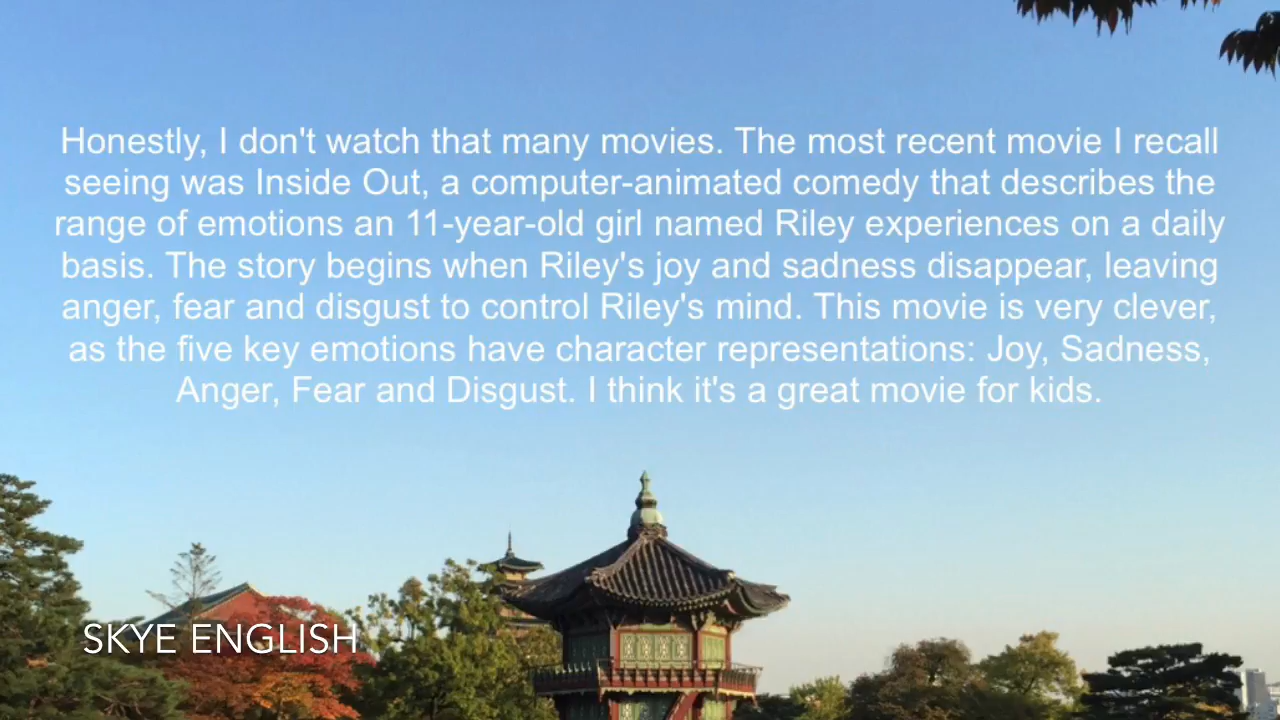 Honestly, I don't watch that many movies. The most recent movie I recall
seeing was Inside Out, a computer-animated comedy that describes the
range of emotions an 11-year-old girl named Riley experiences on a daily
basis. The story begins when Riley's joy and sadness disappear, leaving
anger, fear and disgust to control Riley's mind. This movie is very clever,
as the five key emotions have character representations: Joy, Sadness,
Anger, Fear and Disgust. I think it's a great movie for kids.
SKYE ENGLISH